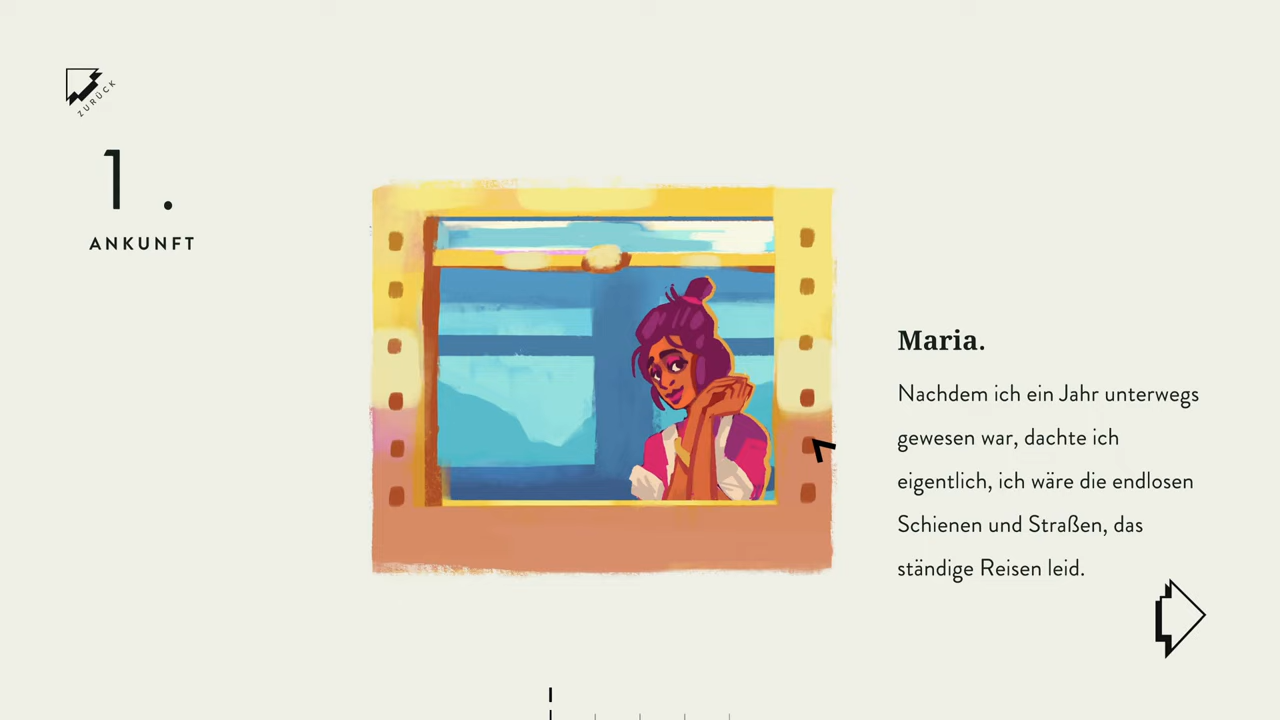 ZURÜCK
1.
ANKUNFT
Maria.
Nachdem ich ein Jahr unterwegs
gewesen war, dachte ich
eigentlich, ich wäre die endlosen
Schienen und Straßen, das
ständige Reisen leid.